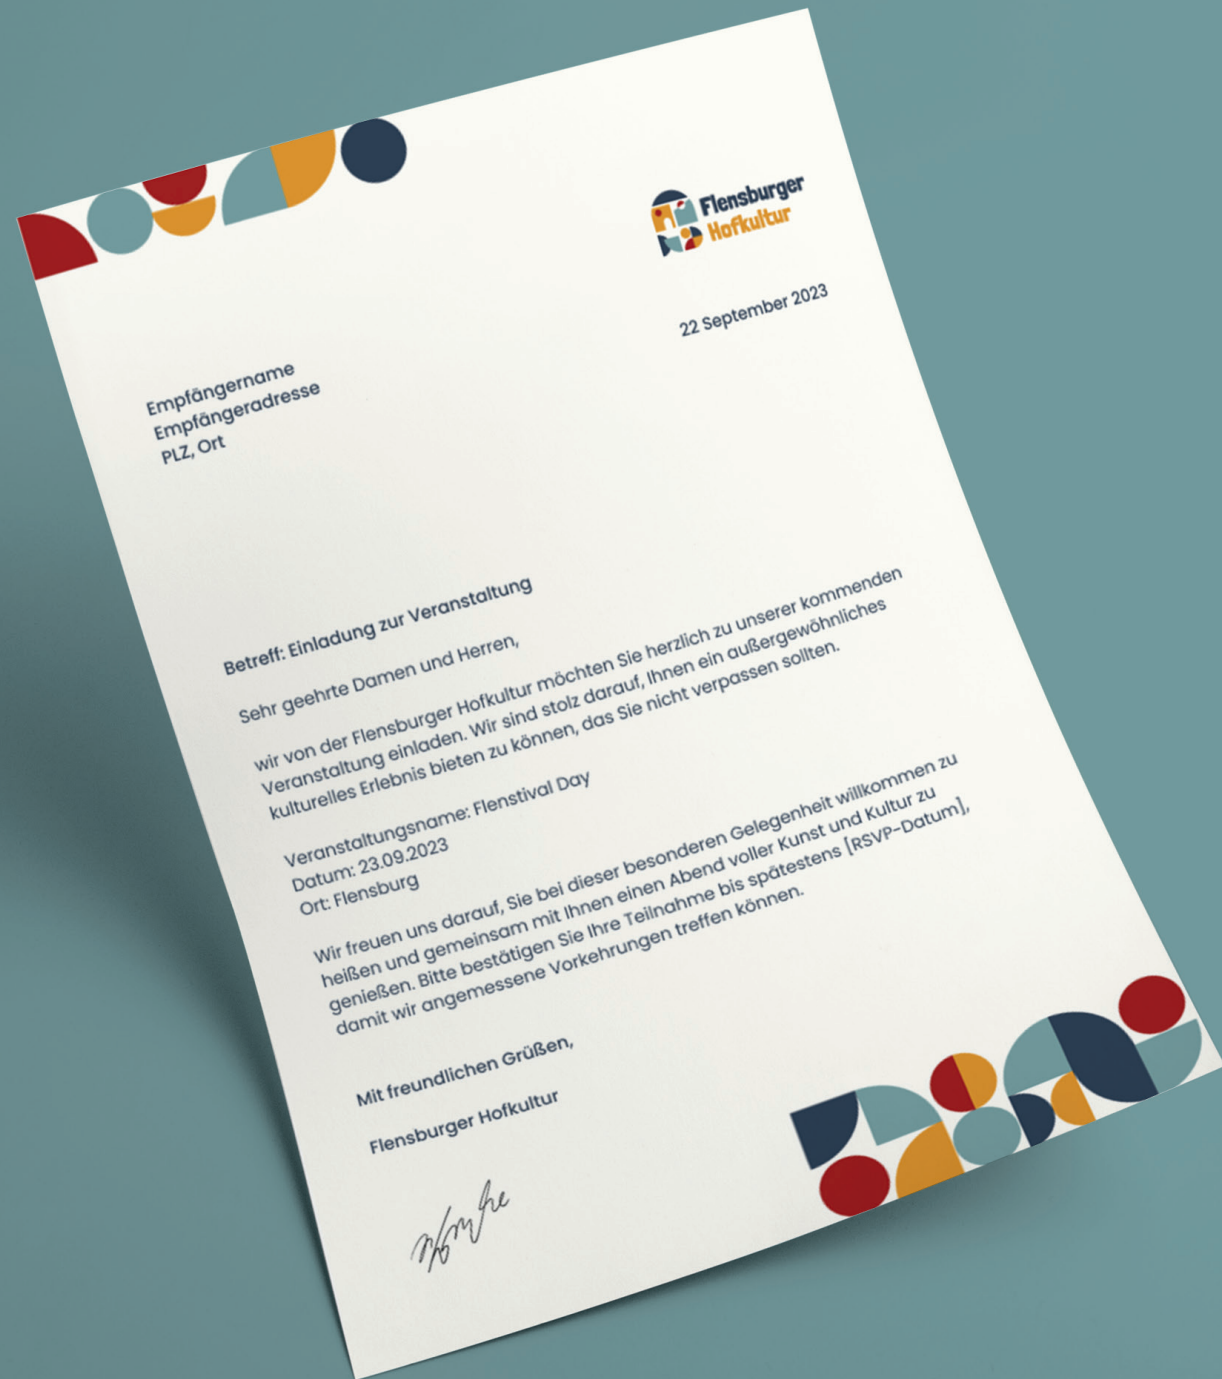 Flensburger
Hofkultur
22 September 2023
Empfängername
Empfängeradresse
PLZ, Ort
Betreff: Einladung zur Veranstaltung
Sehr geehrte Damen und Herren,
wir von der Flensburger Hofkultur möchten Sie herzlich zu unserer kommenden
Veranstaltung einladen. Wir sind stolz darauf, Ihnen ein außergewöhnliches
kulturelles Erlebnis bieten zu können, das Sie nicht verpassen sollten.
Veranstaltungsname: Flenstival Day
Datum: 23.09.2023
Ort: Flensburg
Wir freuen uns darauf, Sie bei dieser besonderen Gelegenheit willkommen zu
heißen und gemeinsam mit Ihnen einen Abend voller Kunst und Kultur zu
genießen. Bitte bestätigen Sie Ihre Teilnahme bis spätestens [RSVP-Datum],
damit wir angemessene Vorkehrungen treffen können.
Mit freundlichen Grüßen,
Flensburger Hofkultur